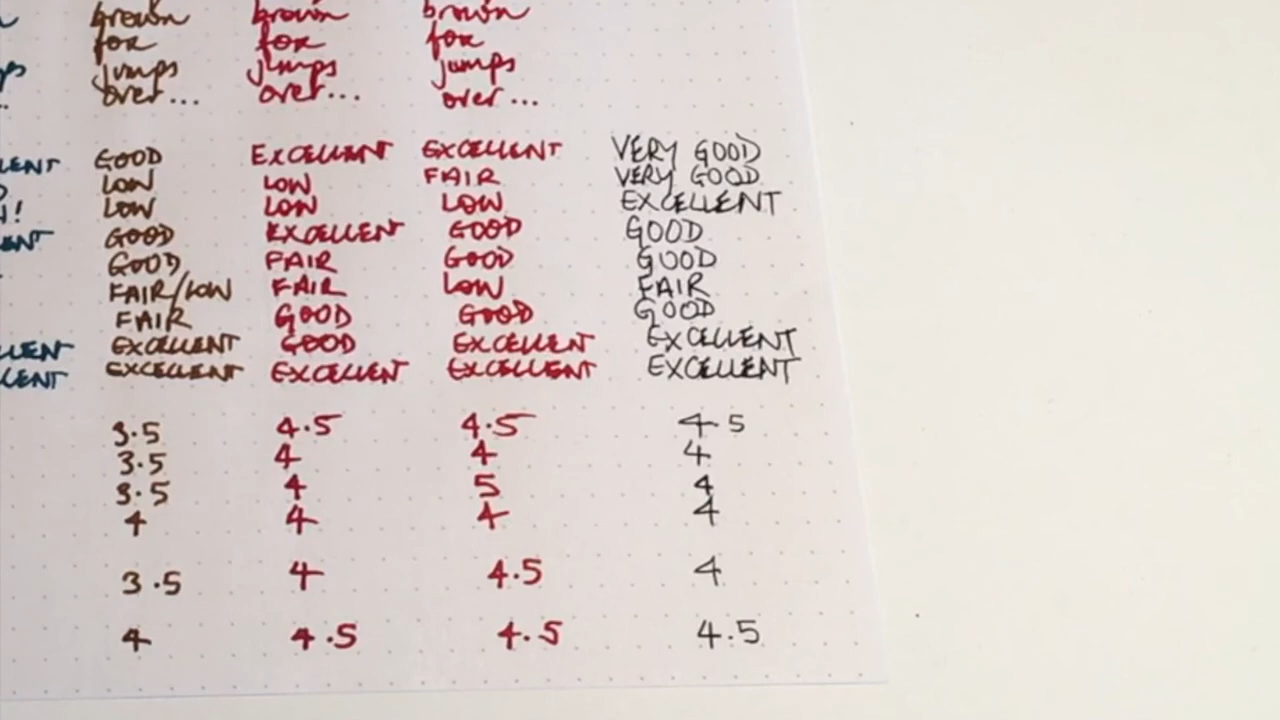 brown brown brown
fox fox fox
jumps jumps jumps
over... over... over...
GOOD EXCELLENT EXCELLENT VERY GOOD
LOW LOW FAIR VERY GOOD
LOW LOW LOW EXCELLENT
GOOD EXCELLENT GOOD GOOD
GOOD FAIR GOOD GOOD
FAIR/LOW FAIR LOW FAIR
FAIR GOOD GOOD GOOD
LLENT EXCELLENT GOOD EXCELLENT EXCELLENT
LENT EXCELLENT EXCELLENT EXCELLENT EXCELLENT
3.5 4.5 4.5 4.5
3.5 4 4 4
3.5 4 5 4
4 4 4 4
3.5 4 4.5 4
4 4.5 4.5 4.5